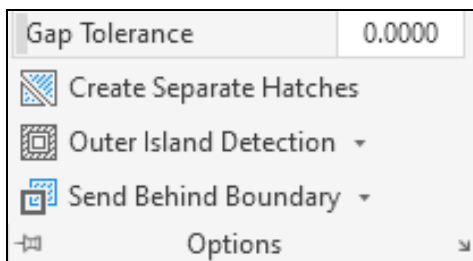 Gap Tolerance 0.0000
Create Separate Hatches
Outer Island Detection
Send Behind Boundary
Options